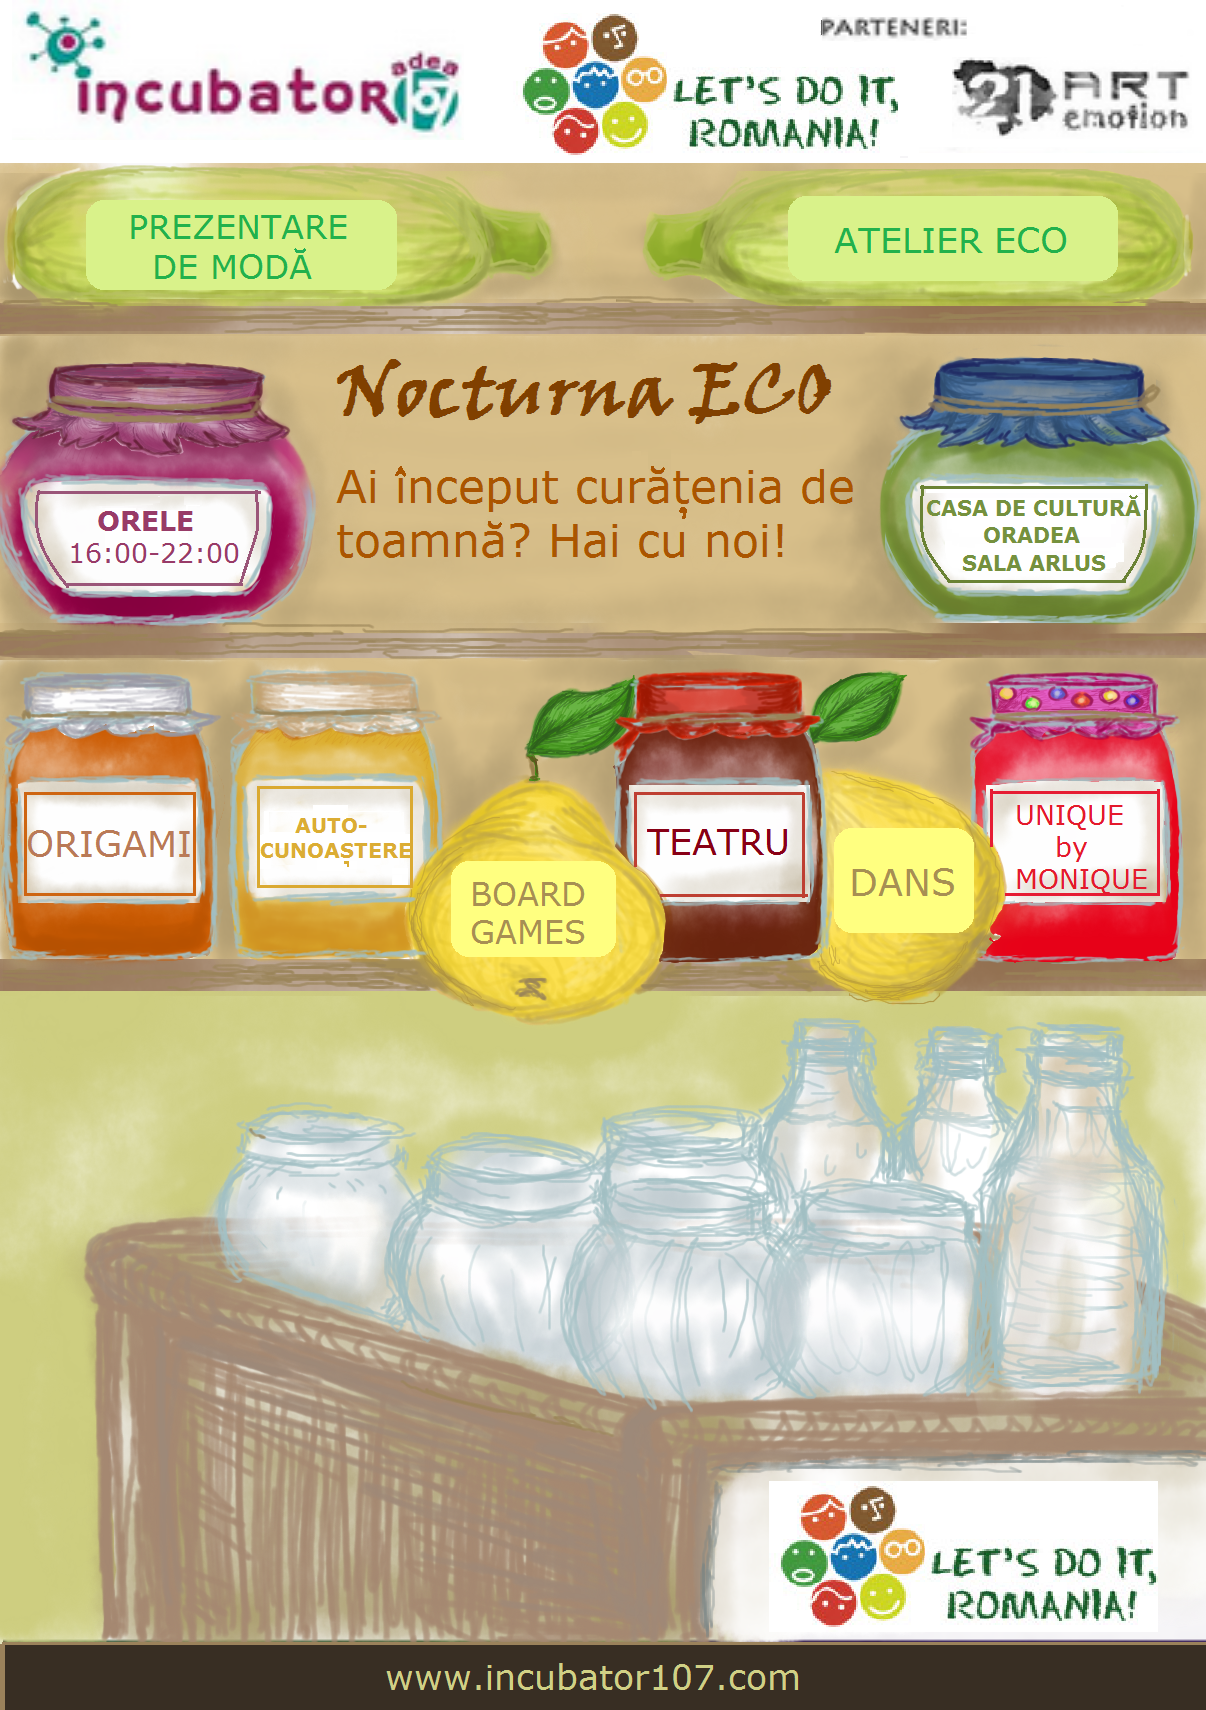 incubator107
adea
LET'S DO IT,
ROMANIA!
PARTENERI:
21 ART
emotion
PREZENTARE
DE MODĂ
ATELIER ECO
Nocturna ECO
Ai început curățenia de
toamnă? Hai cu noi!
ORELE
16:00-22:00
CASA DE CULTURĂ
ORADEA
SALA ARLUS
ORIGAMI
AUTO-
CUNOAȘTERE
BOARD
GAMES
TEATRU
DANS
UNIQUE
by
MONIQUE
LET'S DO IT,
ROMANIA!
www.incubator107.com